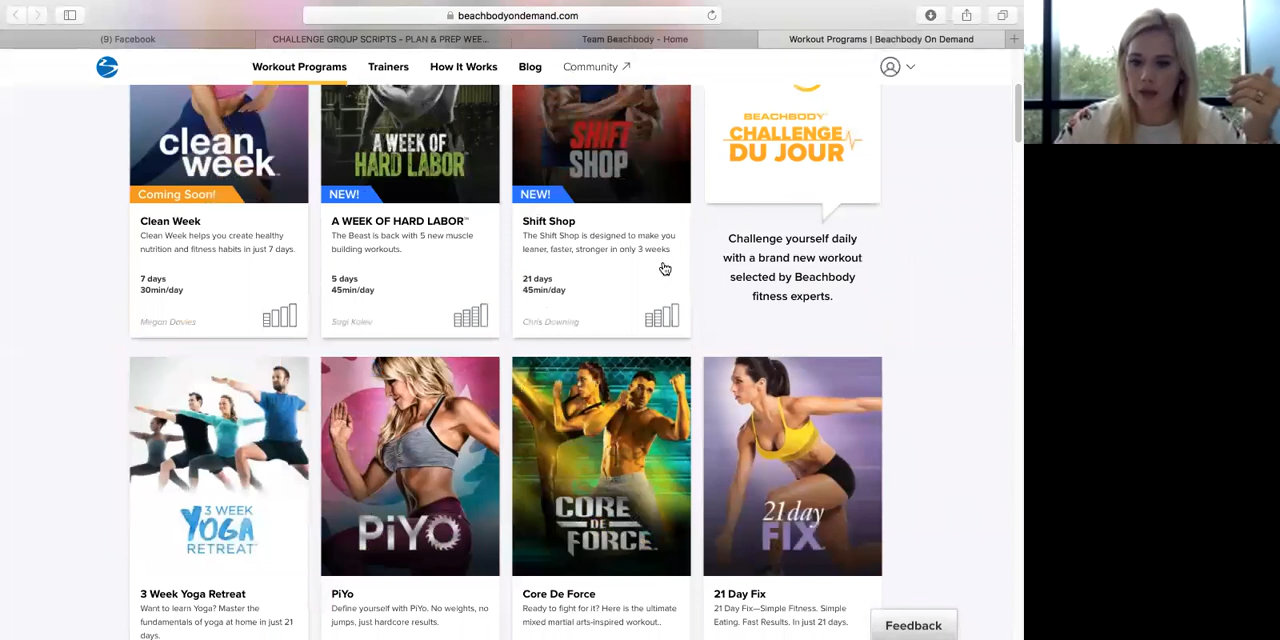 beachbodyondemand.com
(9) Facebook
CHALLENGE GROUP SCRIPTS - PLAN & PREP WEE...
Team Beachbody - Home
Workout Programs | Beachbody On Demand
Workout Programs
Trainers
How It Works
Blog
Community
clean
week
Coming Soon!
Clean Week
Clean Week helps you create healthy
nutrition and fitness habits in just 7 days.
7 days
30min/day
Megan Davies
A WEEK OF
HARD LABOR
NEW!
A WEEK OF HARD LABOR™
The Beast is back with 5 new muscle
building workouts.
5 days
45min/day
Sagi Kalev
SHIFT
SHOP
NEW!
Shift Shop
The Shift Shop is designed to make you
leaner, faster, stronger in only 3 weeks
21 days
45min/day
Chris Downing
BEACHBODY
CHALLENGE
DU JOUR
Challenge yourself daily
with a brand new workout
selected by Beachbody
fitness experts.
3 WEEK
YOGA
RETREAT
3 Week Yoga Retreat
Want to learn Yoga? Master the
fundamentals of yoga at home in just 21
days.
PiYO
PiYo
Define yourself with PiYo. No weights, no
jumps, just hardcore results.
CORE
DE
FORCE
Core De Force
Ready to fight for it? Here is the ultimate
mixed martial arts-inspired workout..
21 day
FIX
21 Day Fix
21 Day Fix—Simple Fitness. Simple
Eating. Fast Results. In just 21 days.
Feedback